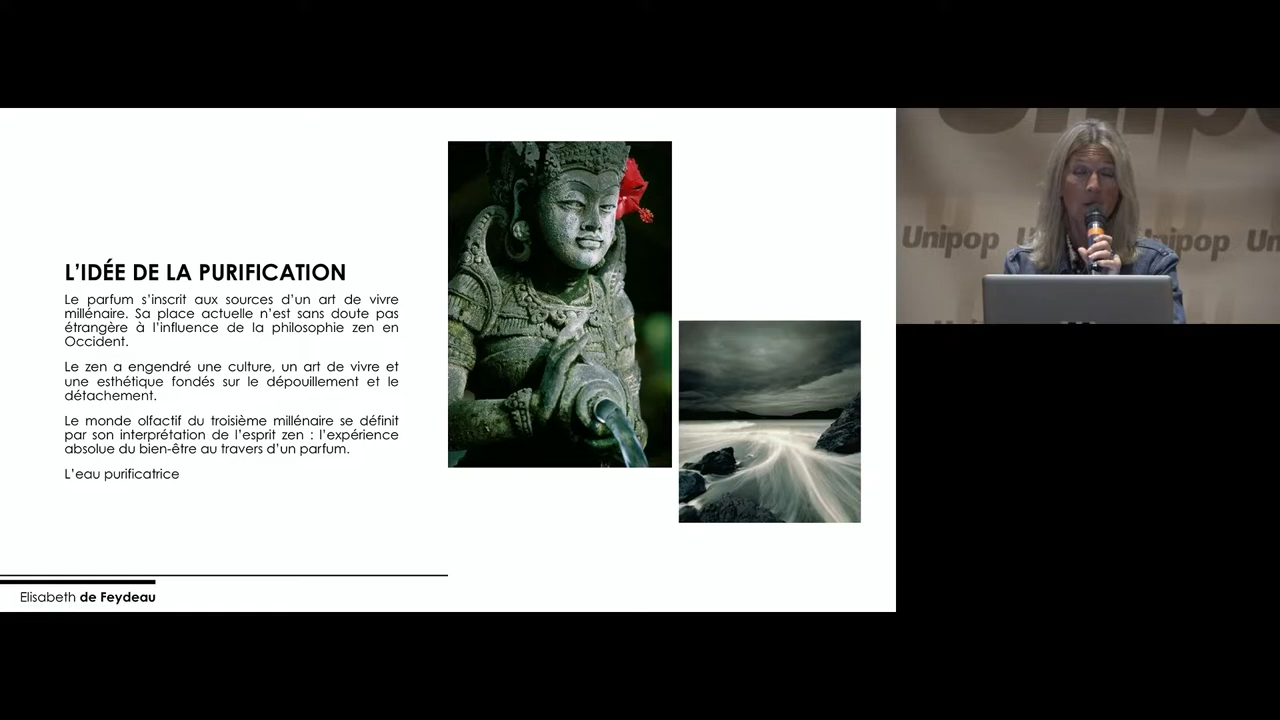 L'IDÉE DE LA PURIFICATION
Le parfum s'inscrit aux sources d'un art de vivre
millénaire. Sa place actuelle n'est sans doute pas
étrangère à l'influence de la philosophie zen en
Occident.
Le zen a engendré une culture, un art de vivre et
une esthétique fondés sur le dépouillement et le
détachement.
Le monde olfactif du troisième millénaire se définit
par son interprétation de l'esprit zen : l'expérience
absolue du bien-être au travers d'un parfum.
L'eau purificatrice
Elisabeth de Feydeau
Unipop
Unipop